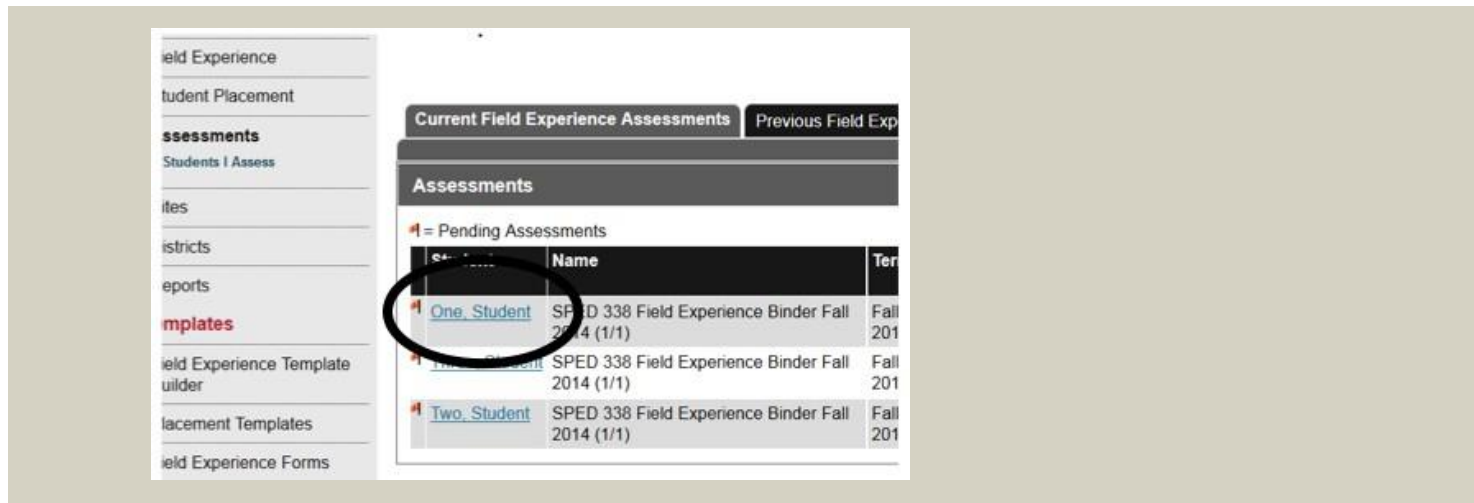 ield Experience
tudent Placement
ssessments
Students I Assess
ites
istricts
eports
mplates
ield Experience Template
uilder
lacement Templates
ield Experience Forms
Current Field Experience Assessments Previous Field Exp
Assessments
= Pending Assessments
Name Ter
One, Student SPED 338 Field Experience Binder Fall Fall
2014 (1/1) 201
Student SPED 338 Field Experience Binder Fall Fall
2014 (1/1) 201
Two, Student SPED 338 Field Experience Binder Fall Fall
2014 (1/1) 201